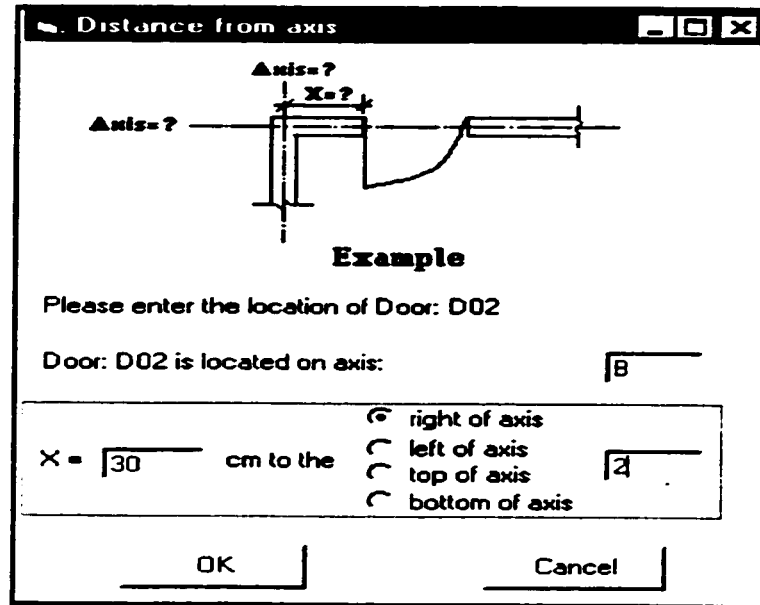 Distance from axis
Axis=?
X=?
Axis=?
Example
Please enter the location of Door: D02
Door: D02 is located on axis: B
right of axis
left of axis
X = 30 cm to the 2
top of axis
bottom of axis
OK Cancel